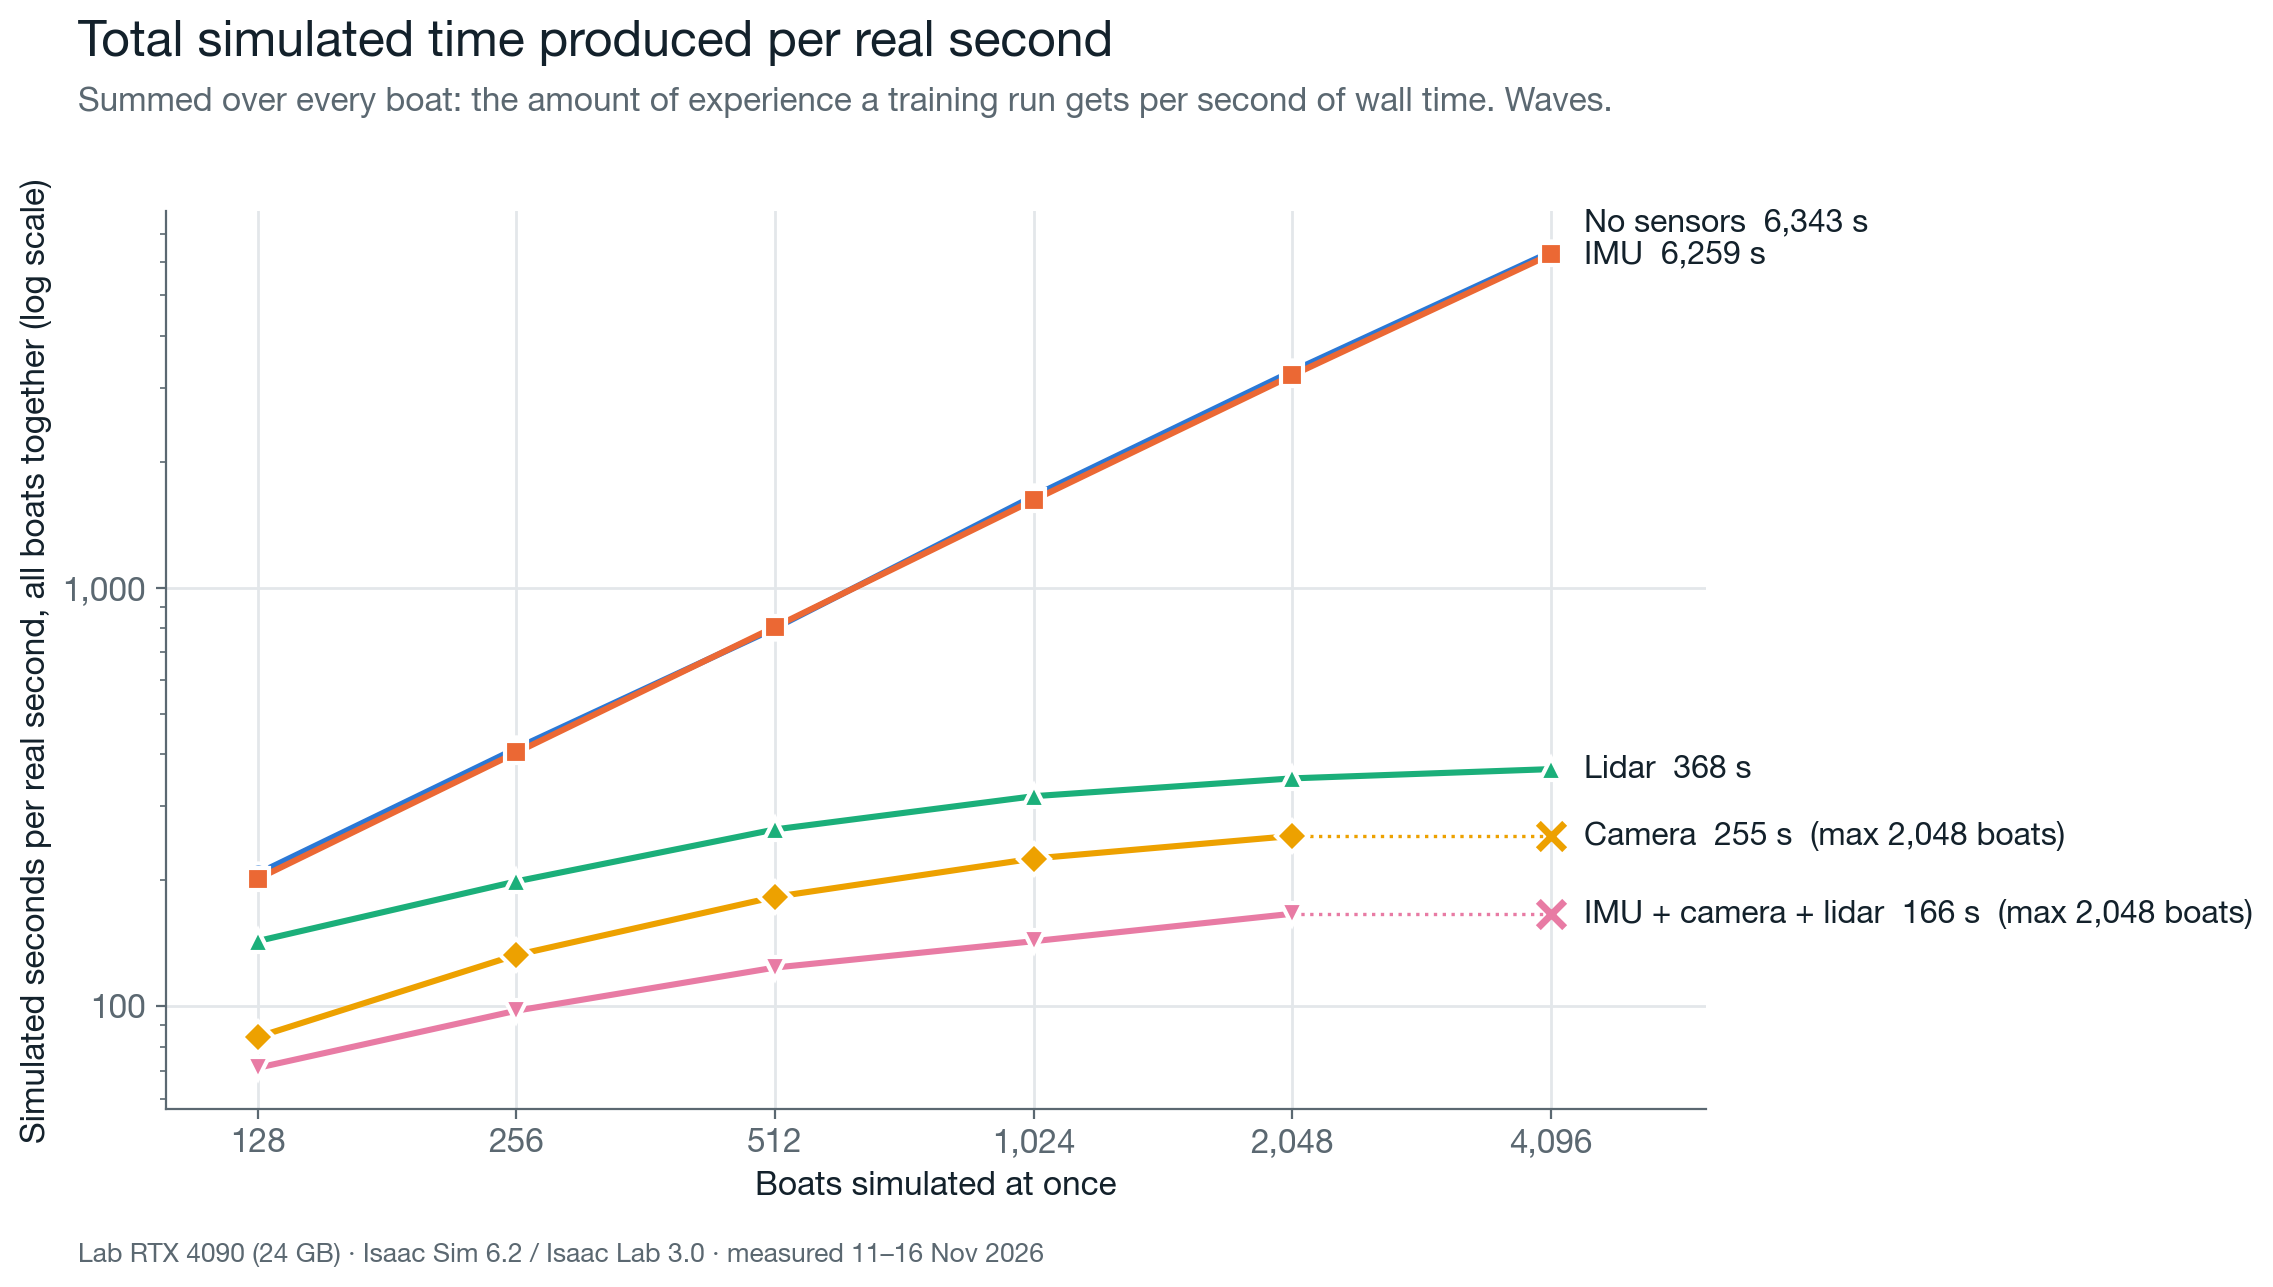 Total simulated time produced per real second
Summed over every boat: the amount of experience a training run gets per second of wall time. Waves.
Simulated seconds per real second, all boats together (log scale)
1,000
100
No sensors 6,343 s
IMU 6,259 s
Lidar 368 s
Camera 255 s (max 2,048 boats)
IMU + camera + lidar 166 s (max 2,048 boats)
128 256 512 1,024 2,048 4,096
Boats simulated at once
Lab RTX 4090 (24 GB) · Isaac Sim 6.2 / Isaac Lab 3.0 · measured 11–16 Nov 2026